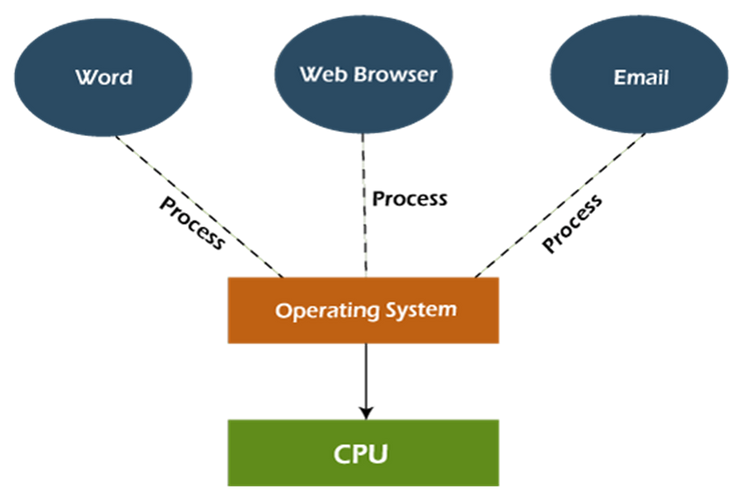 Word
Web Browser
Email
Process
Process
Process
Operating System
CPU